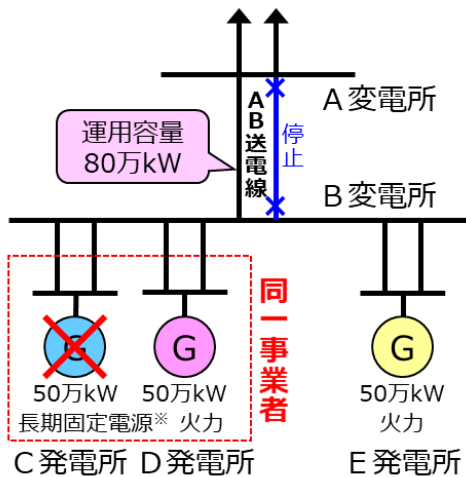 A変電所
AB送電線
停止
運用容量
80万kW
B変電所
G
G
G
同一事業者
50万kW
50万kW
50万kW
長期固定電源※
火力
火力
C発電所
D発電所
E発電所